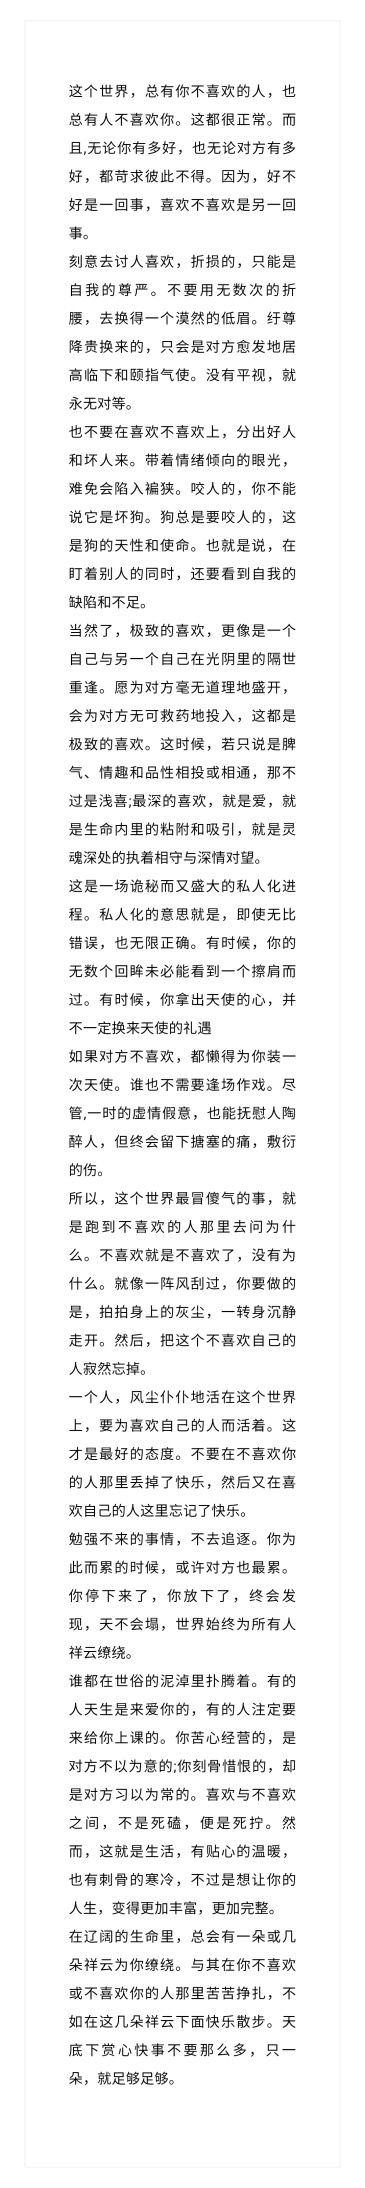 这个世界，总有你不喜欢的人，也
总有人不喜欢你。这都很正常。而
且,无论你有多好，也无论对方有多
好，都苛求彼此不得。因为，好不
好是一回事，喜欢不喜欢是另一回
事。
刻意去讨人喜欢，折损的，只能是
自我的尊严。不要用无数次的折
腰，去换得一个漠然的低眉。纡尊
降贵换来的，只会是对方愈发地居
高临下和颐指气使。没有平视，就
永无对等。
也不要在喜欢不喜欢上，分出好人
和坏人来。带着情绪倾向的眼光，
难免会陷入褊狭。咬人的，你不能
说它是坏狗。狗总是要咬人的，这
是狗的天性和使命。也就是说，在
盯着别人的同时，还要看到自我的
缺陷和不足。
当然了，极致的喜欢，更像是一个
自己与另一个自己在光阴里的隔世
重逢。愿为对方毫无道理地盛开，
会为对方无可救药地投入，这都是
极致的喜欢。这时候，若只说是脾
气、情趣和品性相投或相通，那不
过是浅喜;最深的喜欢，就是爱，就
是生命内里的粘附和吸引，就是灵
魂深处的执着相守与深情对望。
这是一场诡秘而又盛大的私人化进
程。私人化的意思就是，即使无比
错误，也无限正确。有时候，你的
无数个回眸未必能看到一个擦肩而
过。有时候，你拿出天使的心，并
不一定换来天使的礼遇
如果对方不喜欢，都懒得为你装一
次天使。谁也不需要逢场作戏。尽
管,一时的虚情假意，也能抚慰人陶
醉人，但终会留下搪塞的痛，敷衍
的伤。
所以，这个世界最冒傻气的事，就
是跑到不喜欢的人那里去问为什
么。不喜欢就是不喜欢了，没有为
什么。就像一阵风刮过，你要做的
是，拍拍身上的灰尘，一转身沉静
走开。然后，把这个不喜欢自己的
人寂然忘掉。
一个人，风尘仆仆地活在这个世界
上，要为喜欢自己的人而活着。这
才是最好的态度。不要在不喜欢你
的人那里丢掉了快乐，然后又在喜
欢自己的人这里忘记了快乐。
勉强不来的事情，不去追逐。你为
此而累的时候，或许对方也最累。
你停下来了，你放下了，终会发
现，天不会塌，世界始终为所有人
祥云缭绕。
谁都在世俗的泥淖里扑腾着。有的
人天生是来爱你的，有的人注定要
来给你上课的。你苦心经营的，是
对方不以为意的;你刻骨惜恨的，却
是对方习以为常的。喜欢与不喜欢
之间，不是死磕，便是死拧。然
而，这就是生活，有贴心的温暖，
也有刺骨的寒冷，不过是想让你的
人生，变得更加丰富，更加完整。
在辽阔的生命里，总会有一朵或几
朵祥云为你缭绕。与其在你不喜欢
或不喜欢你的人那里苦苦挣扎，不
如在这几朵祥云下面快乐散步。天
底下赏心快事不要那么多，只一
朵，就足够足够。